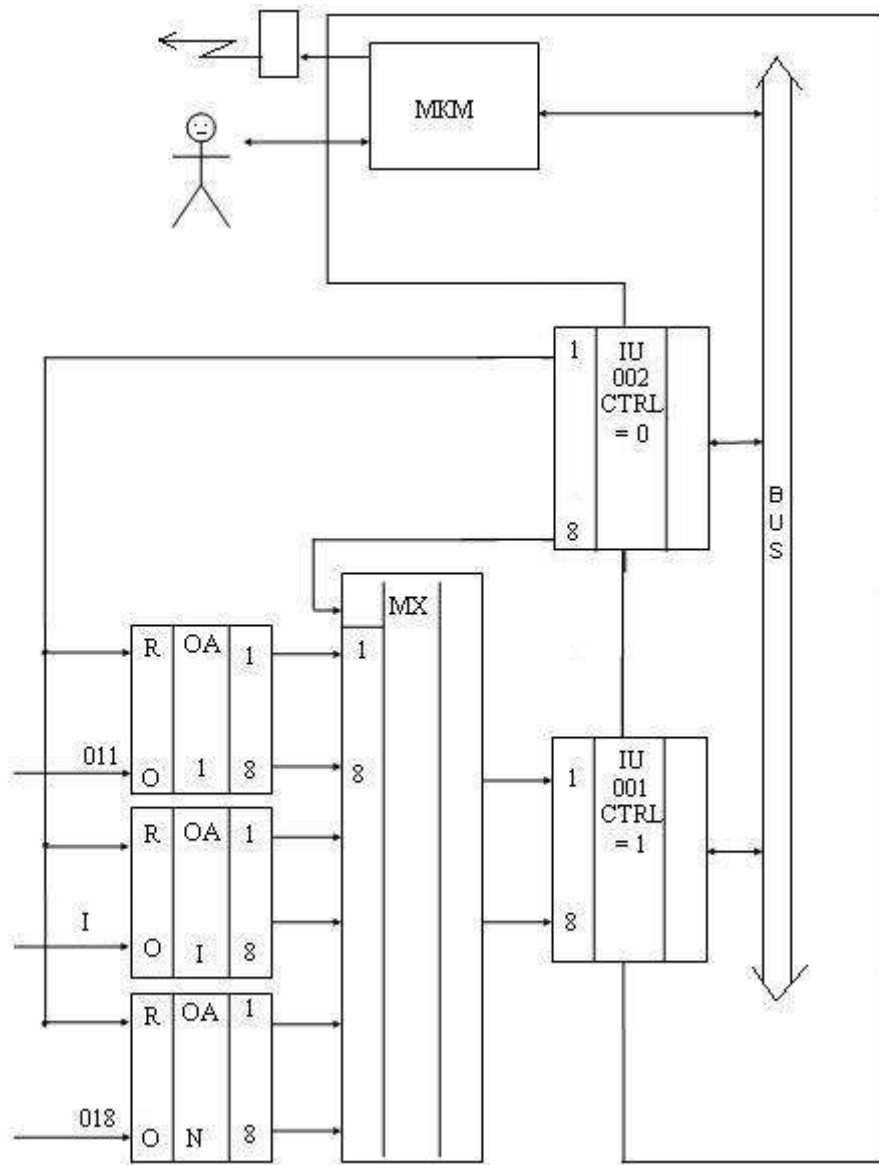 MKM
1
IU
002
CTRL
= 0
8
BUS
MX
R OA 1
1
011
O 1 8
8
IU
001
CTRL
= 1
1
8
R OA 1
I
O I 8
R OA 1
018
O N 8